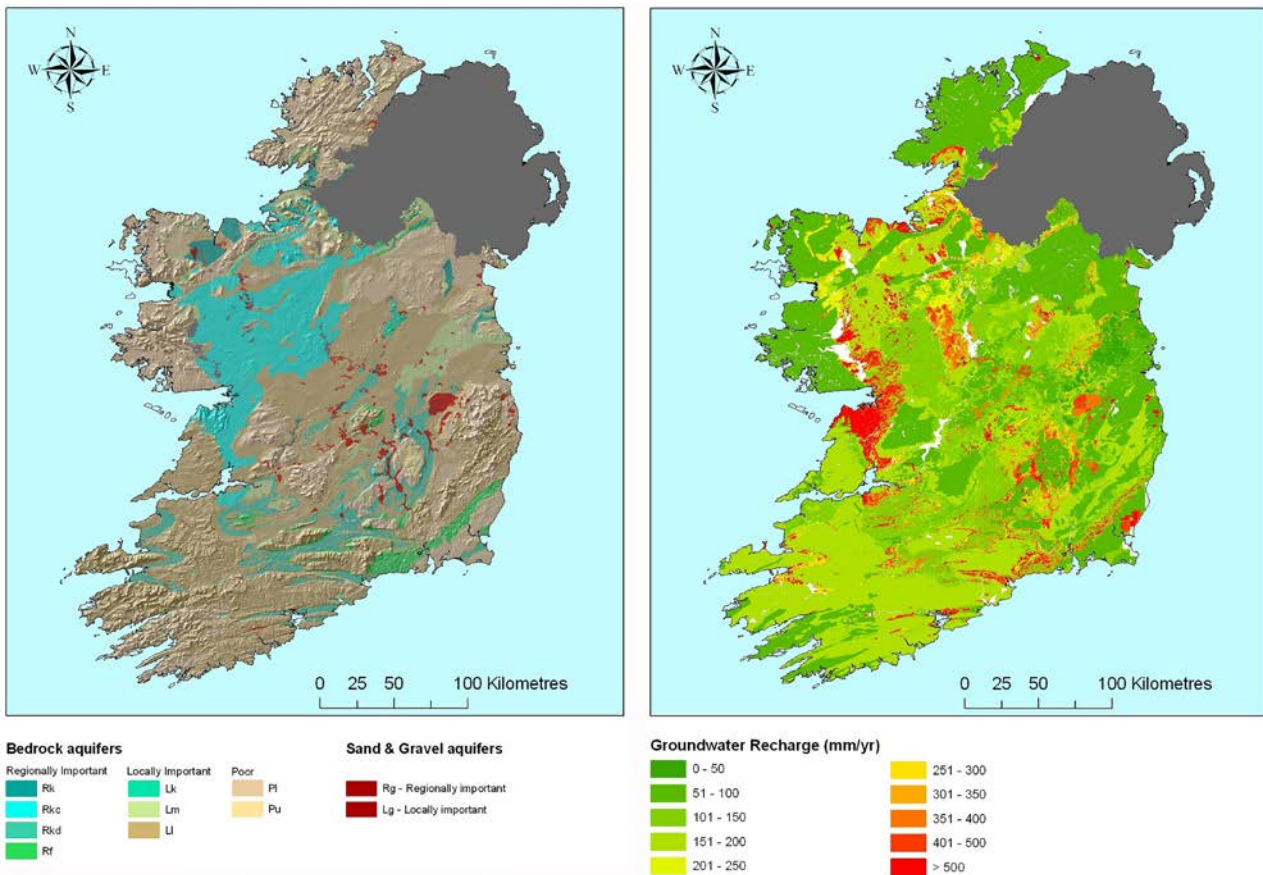 N
W E
S
0 25 50 100 Kilometres
N
W E
S
0 25 50 100 Kilometres
Bedrock aquifers
Regionally Important
Rk
Rkc
Rkd
Rf
Locally Important
Lk
Lm
Ll
Poor
Pl
Pu
Sand & Gravel aquifers
Rg - Regionally important
Lg - Locally important
Groundwater Recharge (mm/yr)
0 - 50
51 - 100
101 - 150
151 - 200
201 - 250
251 - 300
301 - 350
351 - 400
401 - 500
> 500